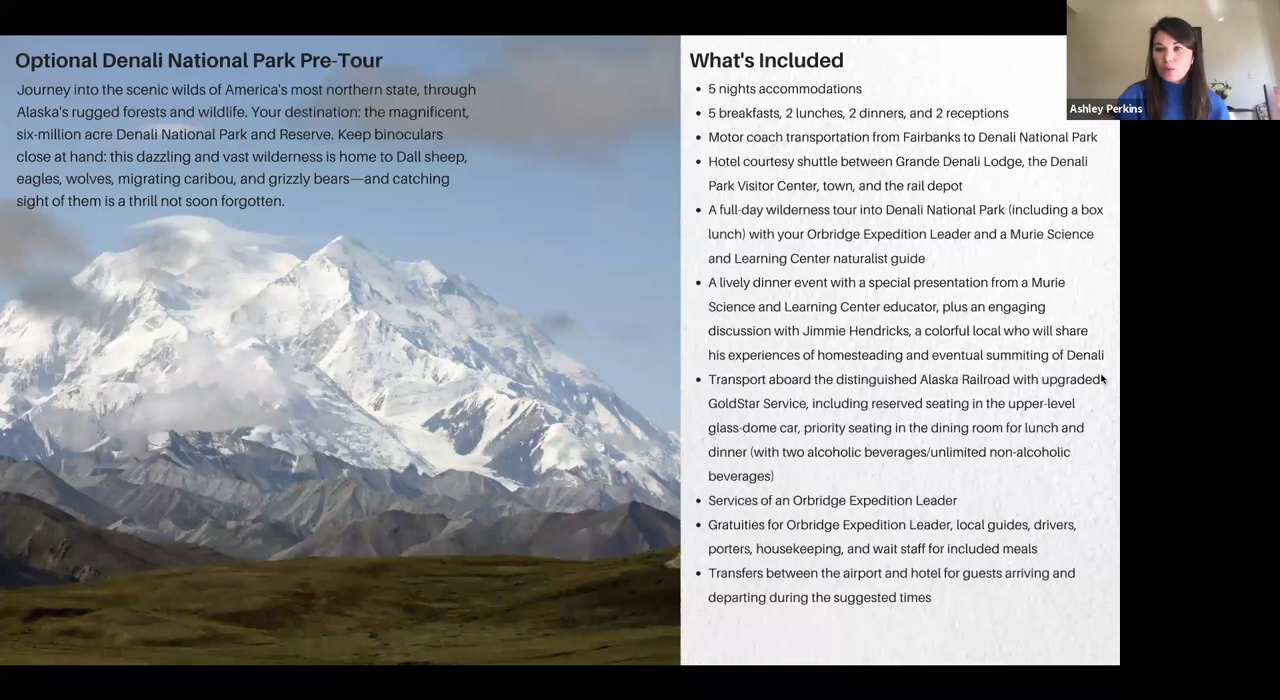 Optional Denali National Park Pre-Tour
Journey into the scenic wilds of America's most northern state, through
Alaska's rugged forests and wildlife. Your destination: the magnificent,
six-million acre Denali National Park and Reserve. Keep binoculars
close at hand: this dazzling and vast wilderness is home to Dall sheep,
eagles, wolves, migrating caribou, and grizzly bears—and catching
sight of them is a thrill not soon forgotten.
What's Included
• 5 nights accommodations
• 5 breakfasts, 2 lunches, 2 dinners, and 2 receptions
• Motor coach transportation from Fairbanks to Denali National Park
• Hotel courtesy shuttle between Grande Denali Lodge, the Denali
Park Visitor Center, town, and the rail depot
• A full-day wilderness tour into Denali National Park (including a box
lunch) with your Orbridge Expedition Leader and a Murie Science
and Learning Center naturalist guide
• A lively dinner event with a special presentation from a Murie
Science and Learning Center educator, plus an engaging
discussion with Jimmie Hendricks, a colorful local who will share
his experiences of homesteading and eventual summiting of Denali
• Transport aboard the distinguished Alaska Railroad with upgraded
GoldStar Service, including reserved seating in the upper-level
glass-dome car, priority seating in the dining room for lunch and
dinner (with two alcoholic beverages/unlimited non-alcoholic
beverages)
• Services of an Orbridge Expedition Leader
• Gratuities for Orbridge Expedition Leader, local guides, drivers,
porters, housekeeping, and wait staff for included meals
• Transfers between the airport and hotel for guests arriving and
departing during the suggested times
Ashley Perkins